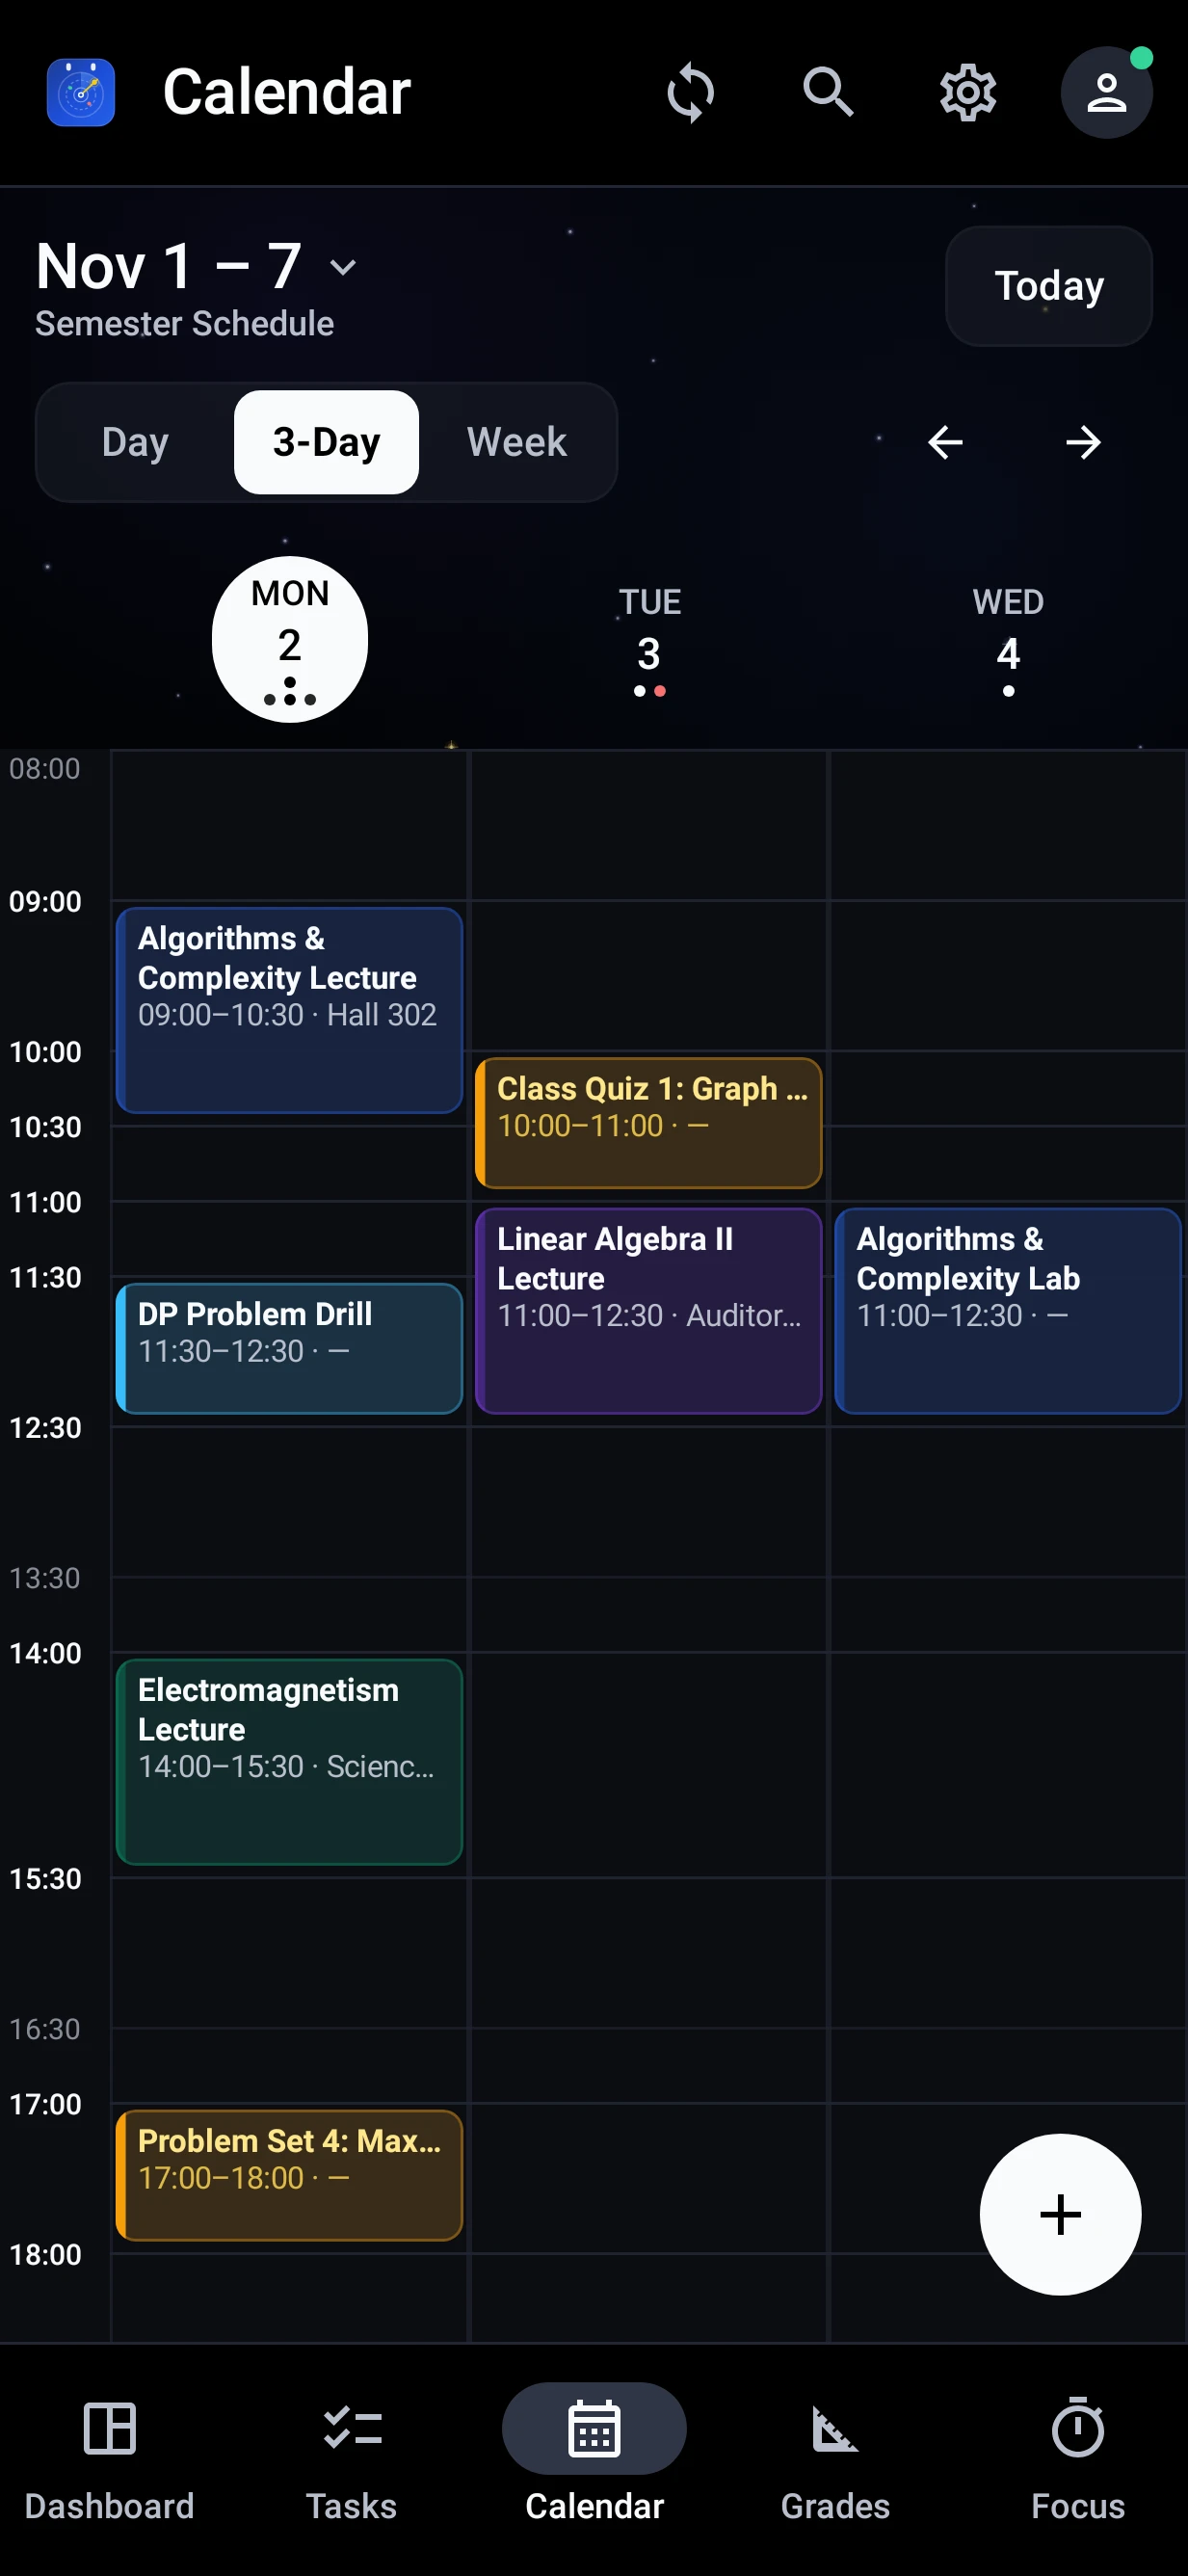 Calendar
Nov 1 – 7
Semester Schedule
Today
Day
3-Day
Week
MON
2
TUE
3
WED
4
08:00
09:00
Algorithms &
Complexity Lecture
09:00–10:30 · Hall 302
10:00
Class Quiz 1: Graph ...
10:00–11:00 · —
10:30
11:00
Linear Algebra II
Lecture
11:00–12:30 · Auditor...
Algorithms &
Complexity Lab
11:00–12:30 · —
11:30
DP Problem Drill
11:30–12:30 · —
12:30
13:30
14:00
Electromagnetism
Lecture
14:00–15:30 · Scienc...
15:30
16:30
17:00
Problem Set 4: Max...
17:00–18:00 · —
18:00
Dashboard
Tasks
Calendar
Grades
Focus